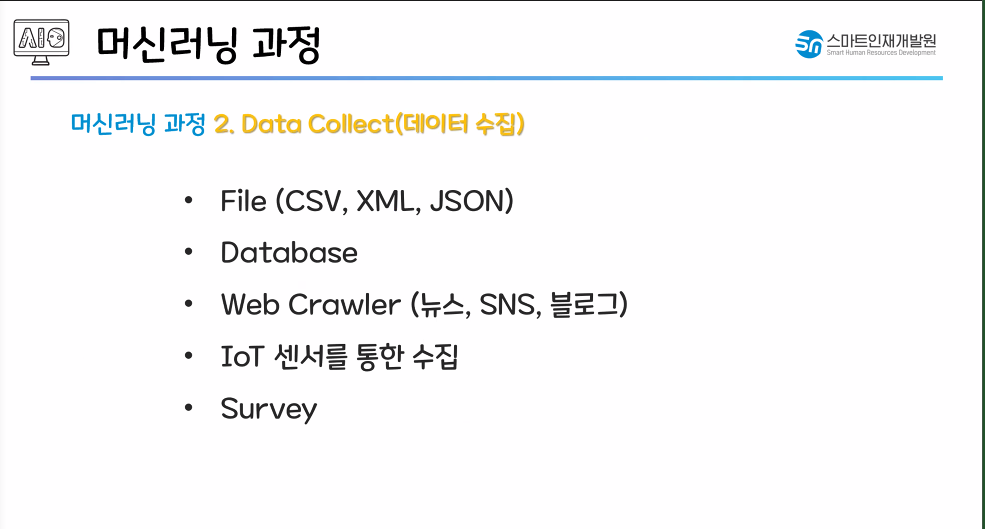 AIO
머신러닝 과정
스마트인재개발원
Smart Human Resources Development
머신러닝 과정 2. Data Collect(데이터 수집)
• File (CSV, XML, JSON)
• Database
• Web Crawler (뉴스, SNS, 블로그)
• IoT 센서를 통한 수집
• Survey